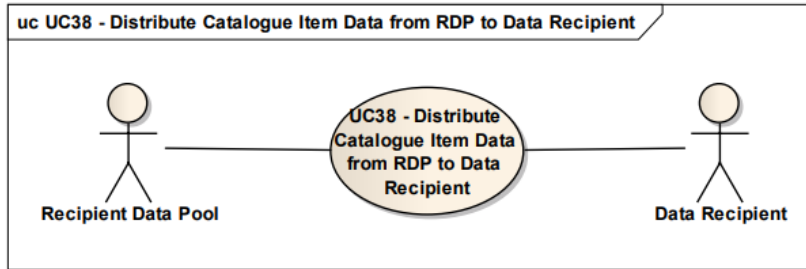 uc UC38 - Distribute Catalogue Item Data from RDP to Data Recipient
UC38 - Distribute
Catalogue Item Data
from RDP to Data
Recipient
Recipient Data Pool
Data Recipient